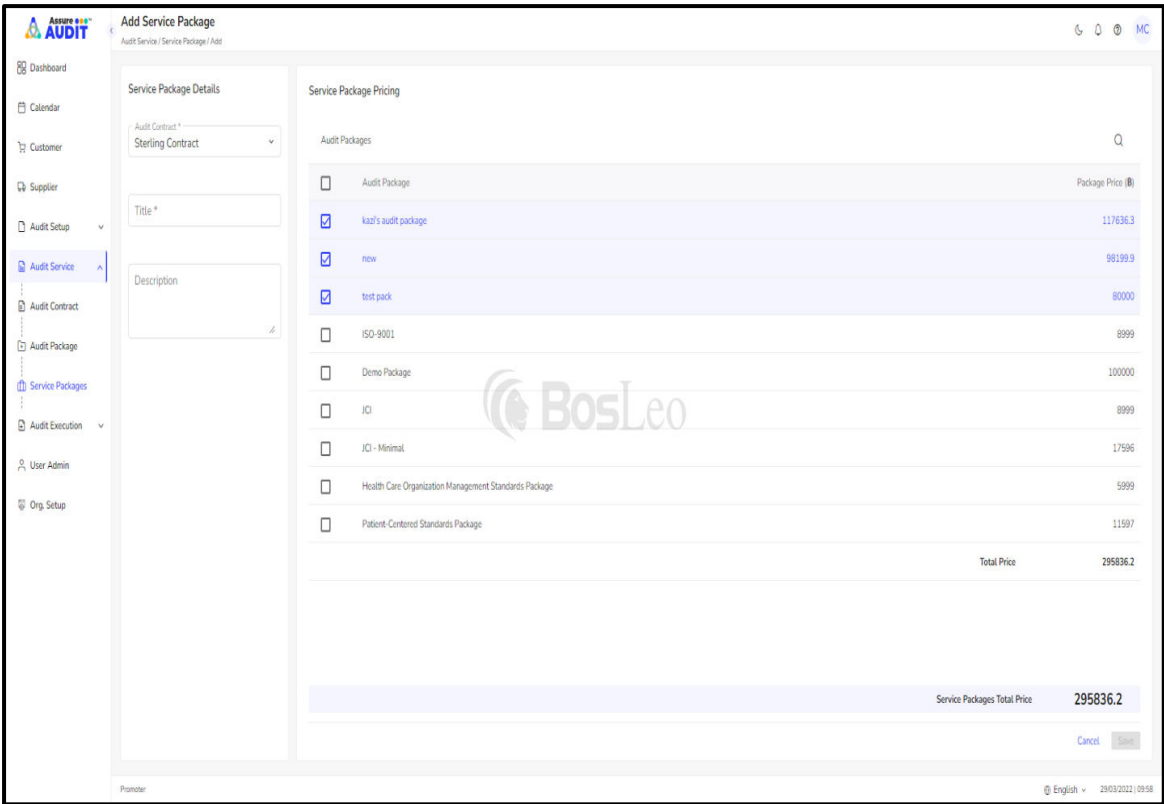 Assure
AUDIT
Add Service Package
Audit Service / Service Package / Add
MC
Dashboard
Calendar
Customer
Supplier
Audit Setup
Audit Service
Audit Contract
Audit Package
Service Packages
Audit Execution
User Admin
Org. Setup
Service Package Details
Audit Contract *
Sterling Contract
Title *
Description
Service Package Pricing
Audit Packages
Audit Package Package Price (B)
kazi's audit package 117636.3
new 98199.9
test pack 80000
ISO-9001 8999
Demo Package 100000
JCI 8999
JCI - Minimal 17596
Health Care Organization Management Standards Package 5999
Patient-Centered Standards Package 11597
Total Price 295836.2
BosLeo
Service Packages Total Price 295836.2
Cancel Save
Promoter
English 29/03/2022 | 09:58